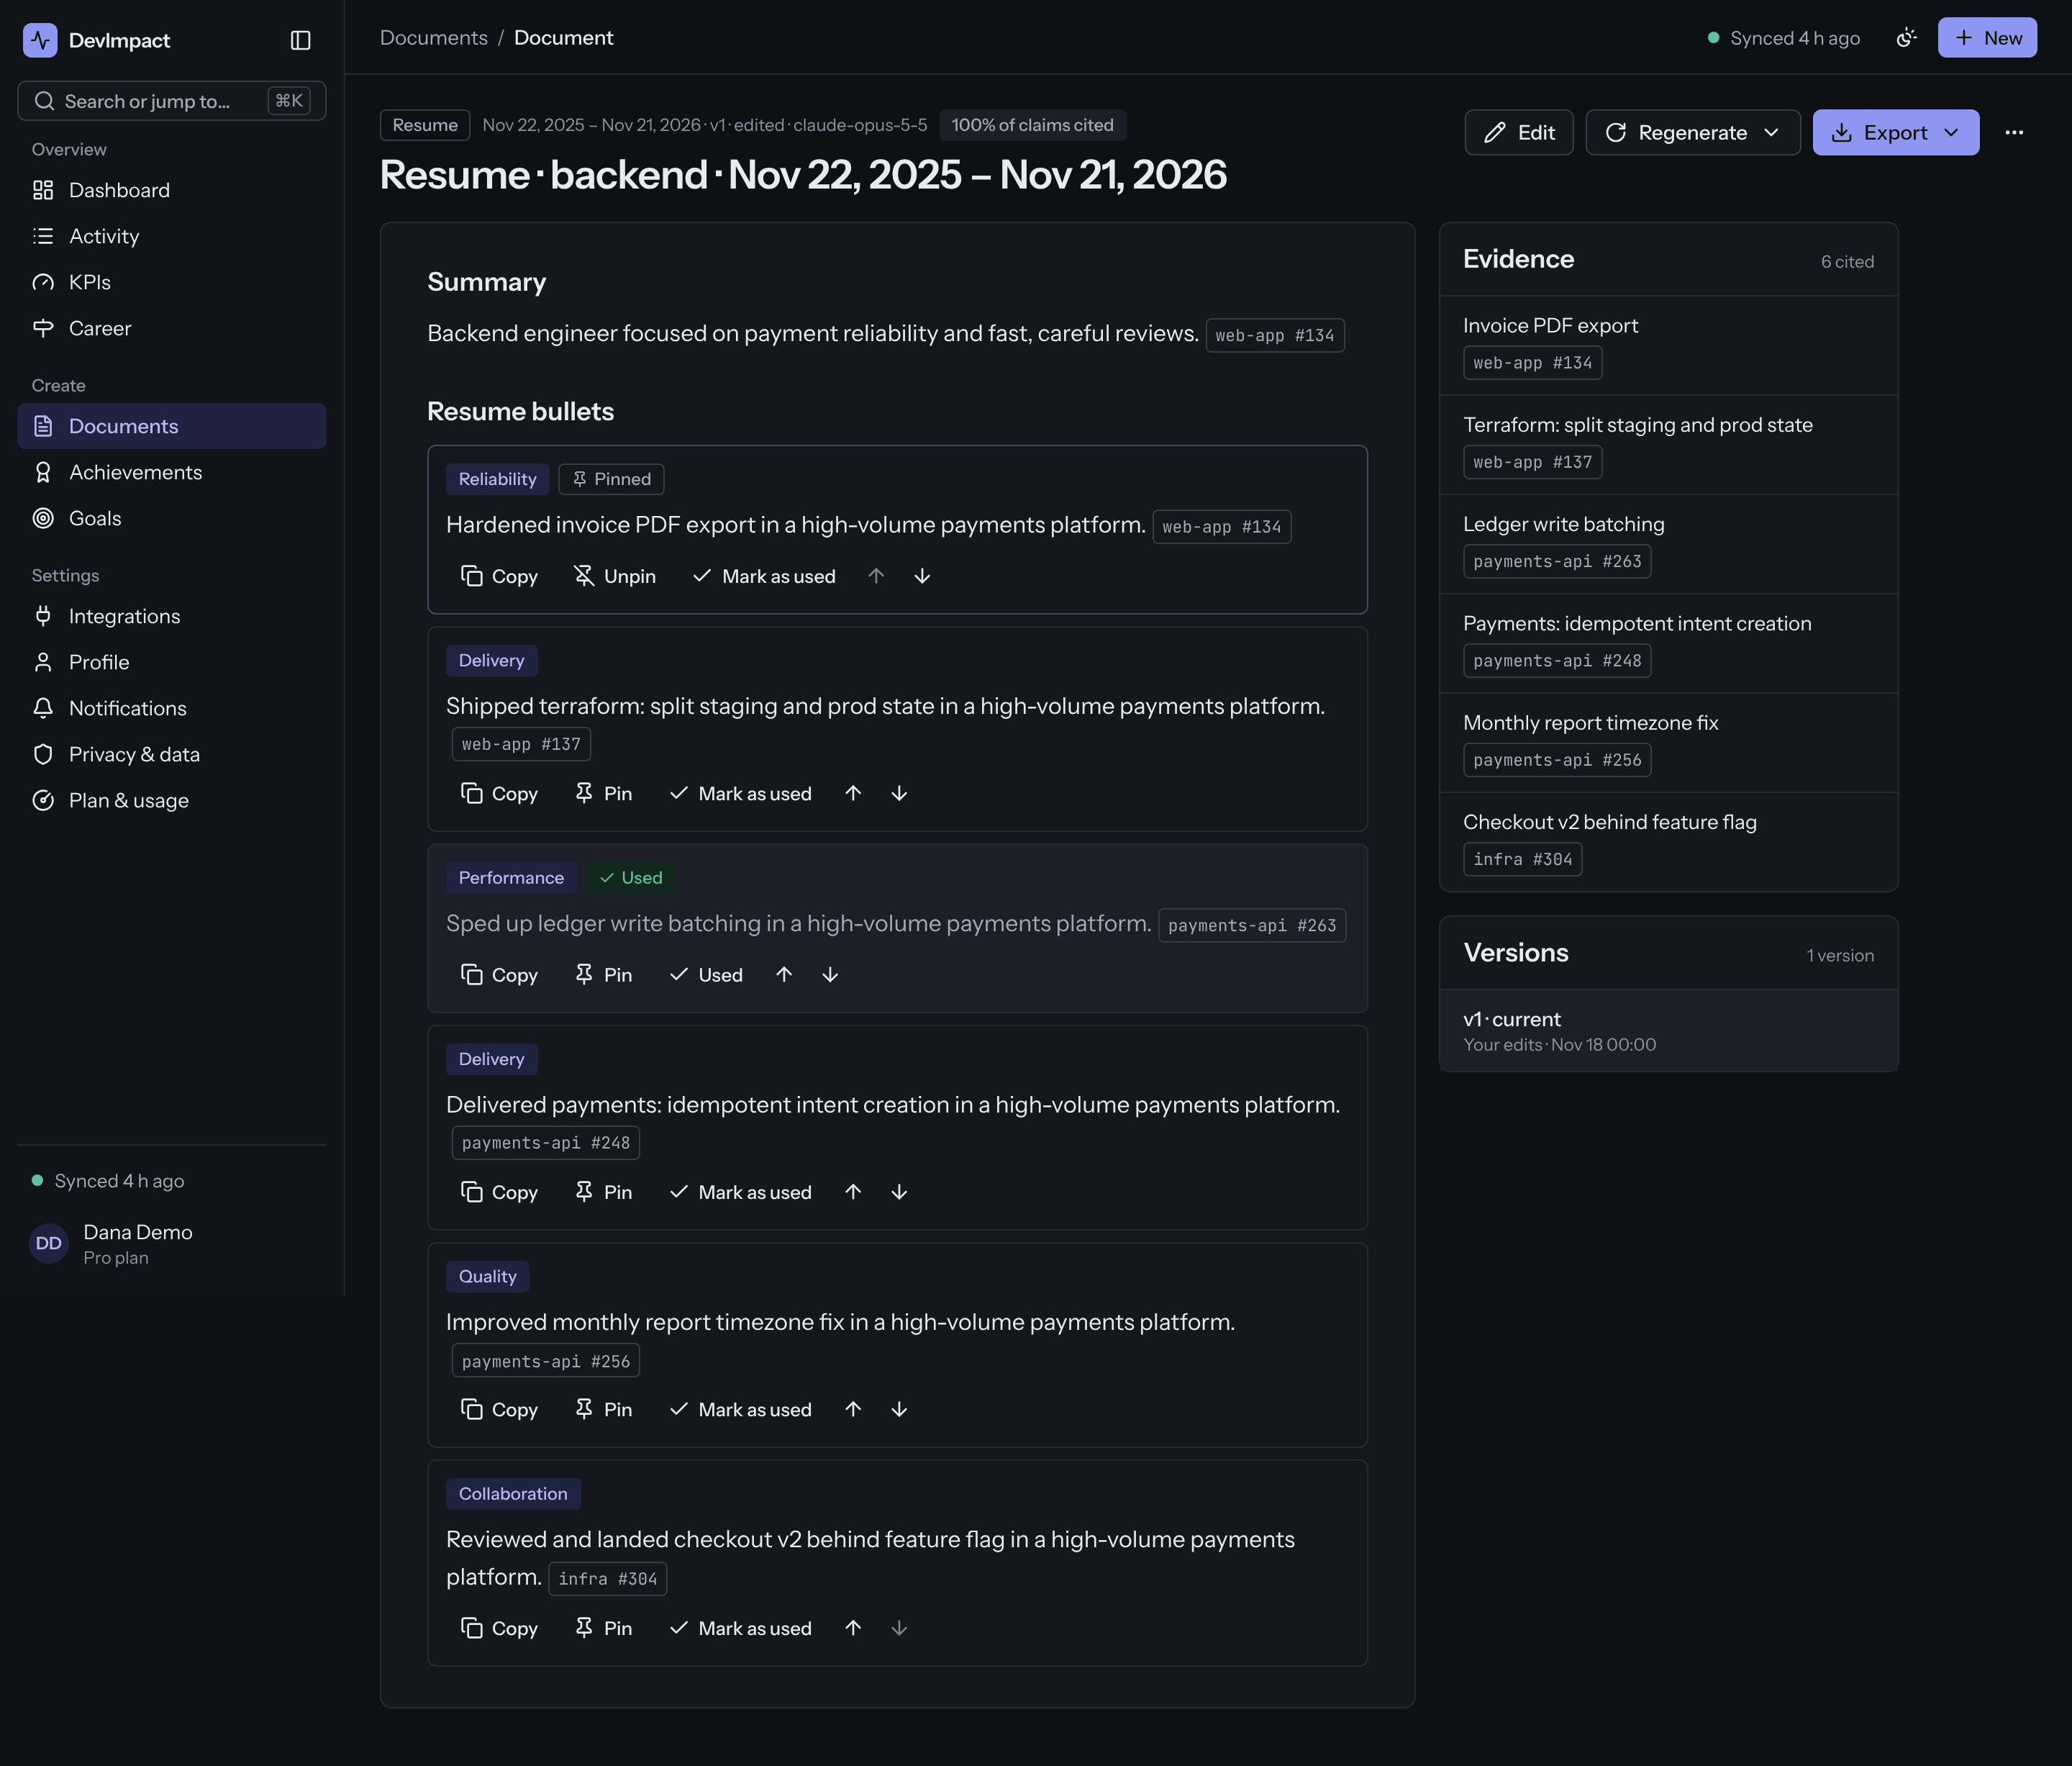 DevImpact
Search or jump to...
⌘K
Overview
Dashboard
Activity
KPIs
Career
Create
Documents
Achievements
Goals
Settings
Integrations
Profile
Notifications
Privacy & data
Plan & usage
Synced 4 h ago
DD
Dana Demo
Pro plan
Documents / Document
Synced 4 h ago
New
Resume
Nov 22, 2025 – Nov 21, 2026 · v1 · edited · claude-opus-5-5
100% of claims cited
Edit
Regenerate
Export
Resume · backend · Nov 22, 2025 – Nov 21, 2026
Summary
Backend engineer focused on payment reliability and fast, careful reviews. web-app #134
Resume bullets
Reliability
Pinned
Hardened invoice PDF export in a high-volume payments platform. web-app #134
Copy
Unpin
Mark as used
Delivery
Shipped terraform: split staging and prod state in a high-volume payments platform.
web-app #137
Copy
Pin
Mark as used
Performance
Used
Sped up ledger write batching in a high-volume payments platform. payments-api #263
Copy
Pin
Used
Delivery
Delivered payments: idempotent intent creation in a high-volume payments platform.
payments-api #248
Copy
Pin
Mark as used
Quality
Improved monthly report timezone fix in a high-volume payments platform.
payments-api #256
Copy
Pin
Mark as used
Collaboration
Reviewed and landed checkout v2 behind feature flag in a high-volume payments
platform. infra #304
Copy
Pin
Mark as used
Evidence
6 cited
Invoice PDF export
web-app #134
Terraform: split staging and prod state
web-app #137
Ledger write batching
payments-api #263
Payments: idempotent intent creation
payments-api #248
Monthly report timezone fix
payments-api #256
Checkout v2 behind feature flag
infra #304
Versions
1 version
v1 · current
Your edits · Nov 18 00:00